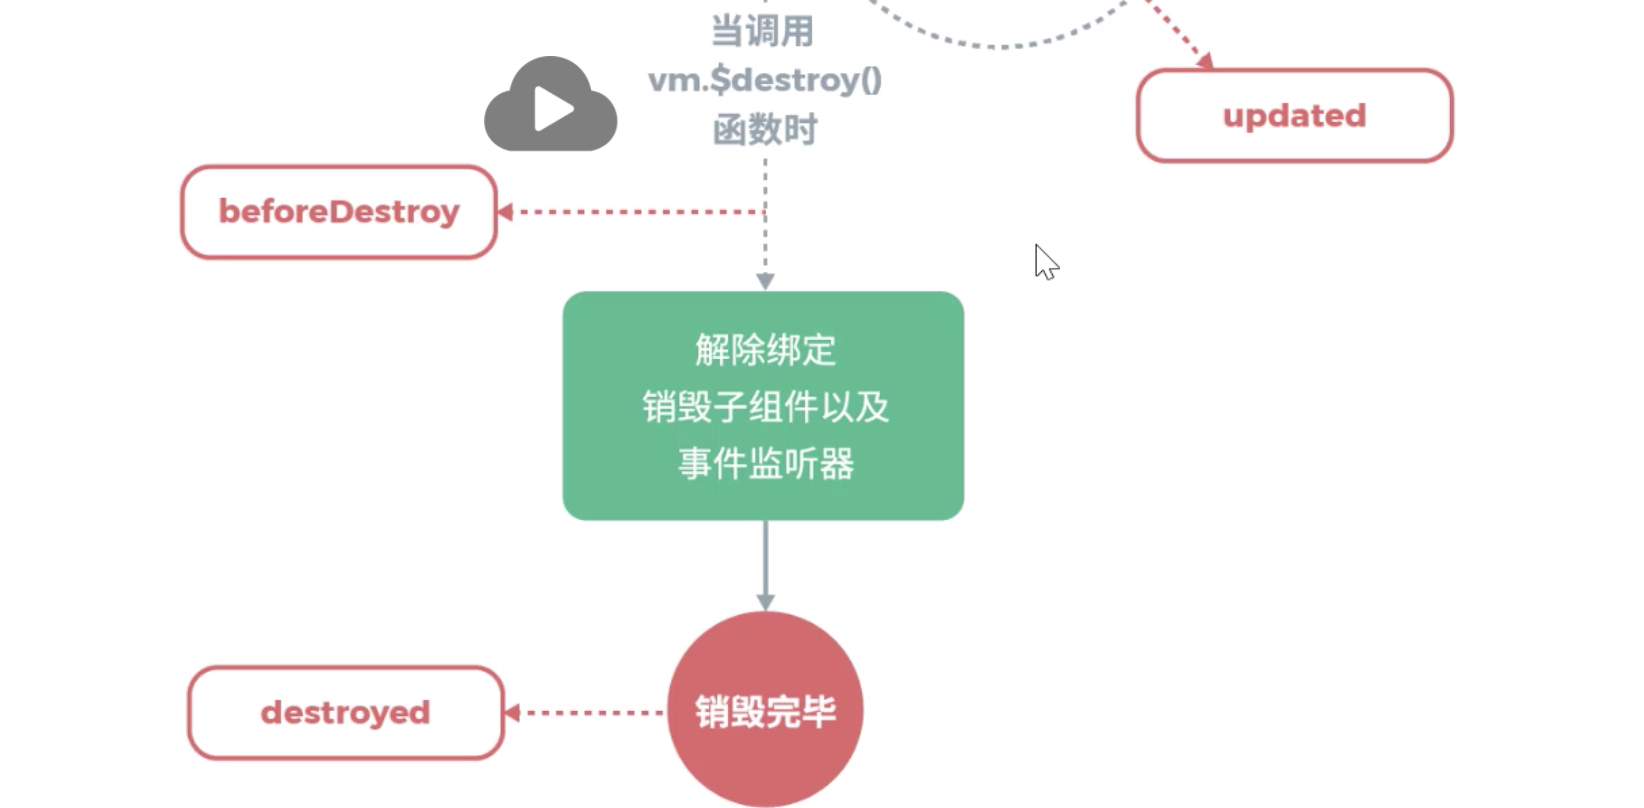 当调用
vm.$destroy()
函数时
updated
beforeDestroy
解除绑定
销毁子组件以及
事件监听器
销毁完毕
destroyed